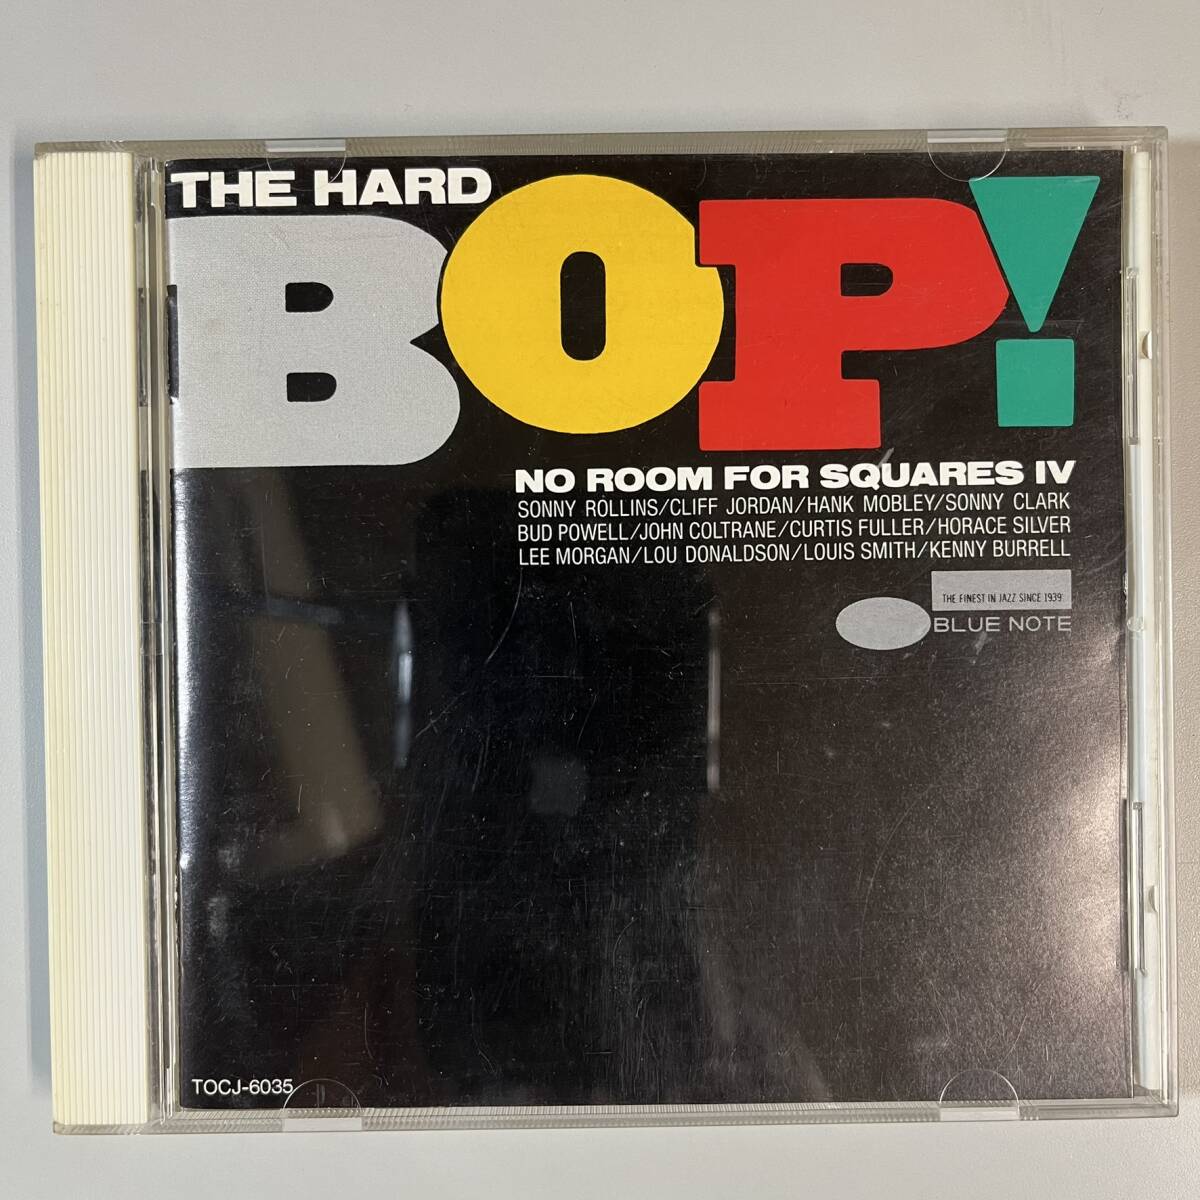 THE HARD
BOP!
NO ROOM FOR SQUARES IV
SONNY ROLLINS/CLIFF JORDAN/HANK MOBLEY/SONNY CLARK
BUD POWELL/JOHN COLTRANE/CURTIS FULLER/HORACE SILVER
LEE MORGAN/LOU DONALDSON/LOUIS SMITH/KENNY BURRELL
THE FINEST IN JAZZ SINCE 1939
BLUE NOTE
TOCJ-6035